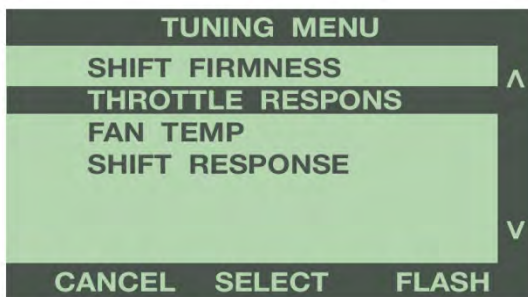 TUNING MENU
SHIFT FIRMNESS
THROTTLE RESPONS
FAN TEMP
SHIFT RESPONSE
CANCEL SELECT FLASH